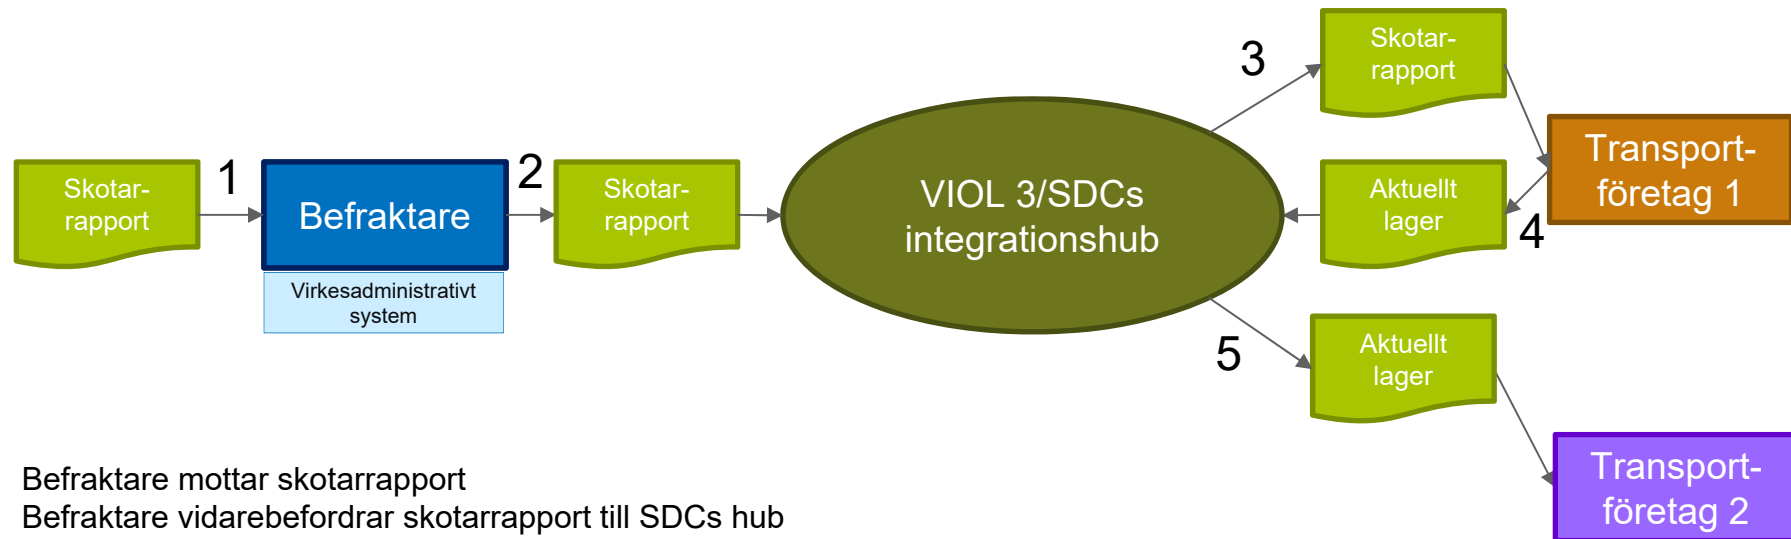 Skotar-
rapport
1
Befraktare
Virkesadministrativt
system
2
Skotar-
rapport
VIOL 3/SDCs
integrationshub
3
Skotar-
rapport
Transport-
företag 1
4
Aktuellt
lager
5
Aktuellt
lager
Transport-
företag 2
Befraktare mottar skotarrapport
Befraktare vidarebefordrar skotarrapport till SDCs hub